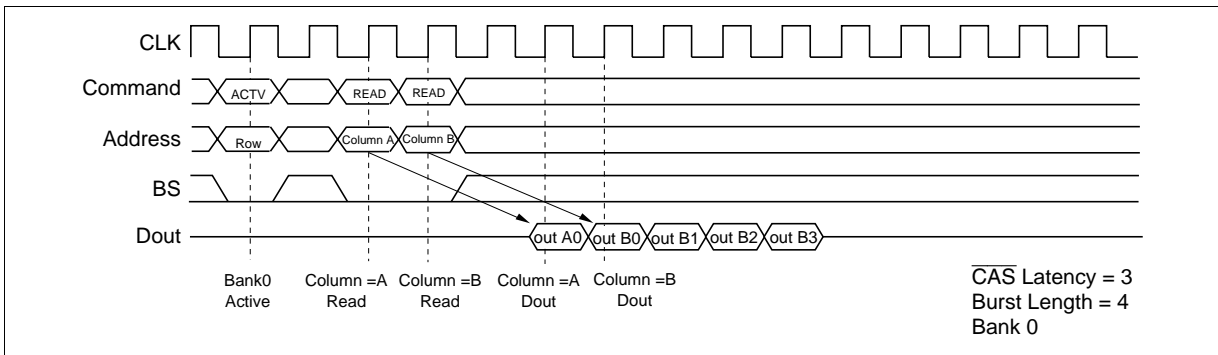 CLK
Command ACTV READ READ
Address Row Column A Column B
BS
Dout out A0 out B0 out B1 out B2 out B3
Bank0 Active
Column =A Read
Column =B Read
Column =A Dout
Column =B Dout
CAS Latency = 3
Burst Length = 4
Bank 0